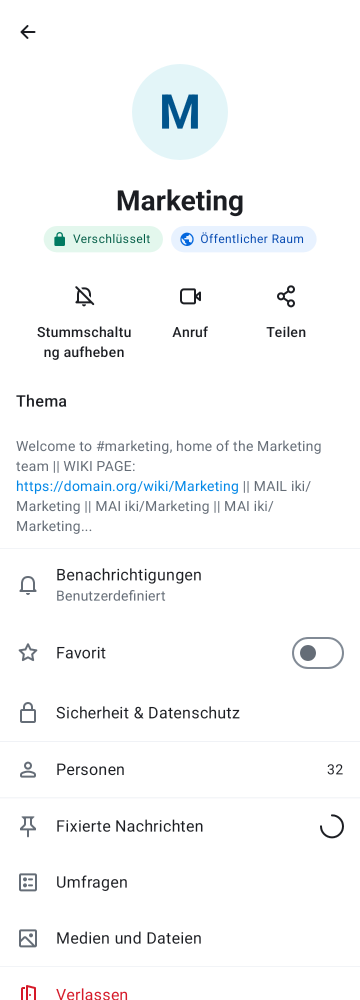 M
Marketing
Verschlüsselt
Öffentlicher Raum
Stummschaltu
ng aufheben
Anruf
Teilen
Thema
Welcome to #marketing, home of the Marketing
team || WIKI PAGE:
https://domain.org/wiki/Marketing || MAIL iki/
Marketing || MAI iki/Marketing || MAI iki/
Marketing...
Benachrichtigungen
Benutzerdefiniert
Favorit
Sicherheit & Datenschutz
Personen 32
Fixierte Nachrichten
Umfragen
Medien und Dateien
Verlassen